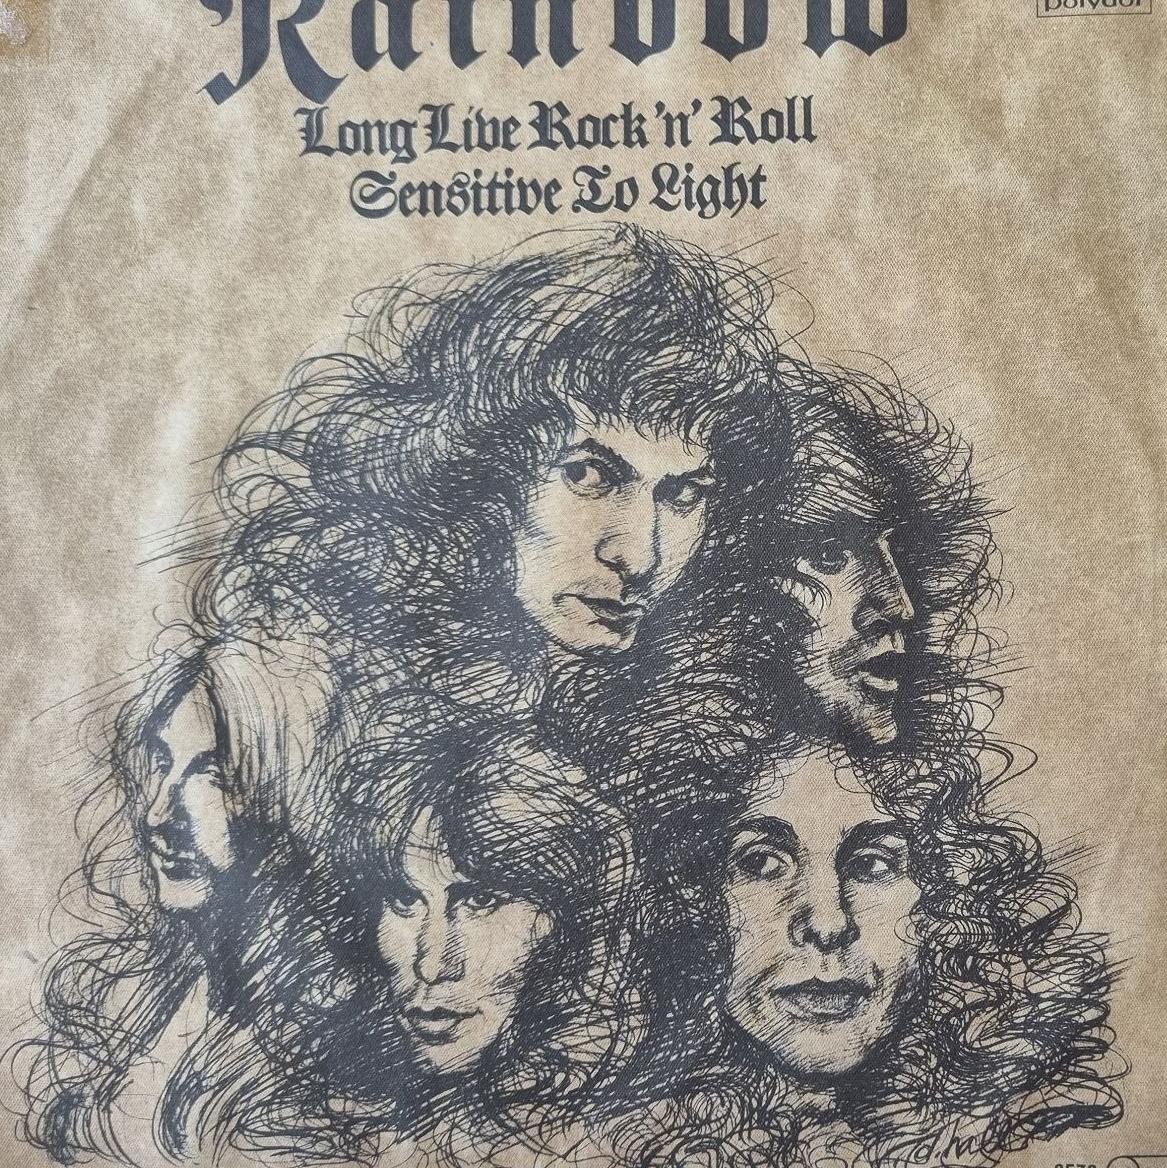 Rainbow
polydor
Long Live Rock 'n' Roll
Sensitive To Light